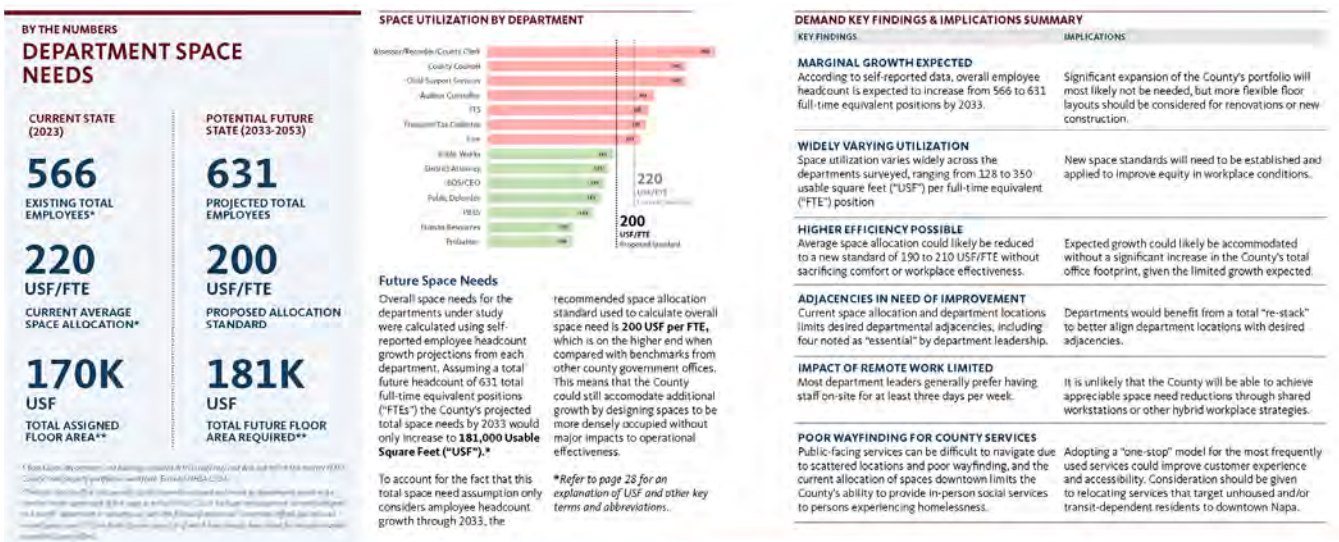 BY THE NUMBERS
DEPARTMENT SPACE
NEEDS
CURRENT STATE
(2023)
566
EXISTING TOTAL
EMPLOYEES*
220
USF/FTE
CURRENT AVERAGE
SPACE ALLOCATION*
170K
USF
TOTAL ASSIGNED
FLOOR AREA**
POTENTIAL FUTURE
STATE (2033-2053)
631
PROJECTED TOTAL
EMPLOYEES
200
USF/FTE
PROPOSED ALLOCATION
STANDARD
181K
USF
TOTAL FUTURE FLOOR
AREA REQUIRED**
SPACE UTILIZATION BY DEPARTMENT
Assessor/Recorder/County Clerk
County Counsel
Child Support Services
Auditor Controller
ITS
Treasurer/Tax Collector
Public Works
District Attorney
BOS/CEO
Public Defender
Human Resources
Probation
220
USF/FTE
200
USF/FTE
Proposed Standard
Future Space Needs
Overall space needs for the
departments under study
were calculated using self-
reported employee headcount
growth projections from each
department. Assuming a total
future headcount of 631 total
full-time equivalent positions
("FTEs") the County's projected
total space needs by 2033 would
only increase to 181,000 Usable
Square Feet ("USF").*
To account for the fact that this
total space need assumption only
considers employee headcount
growth through 2033, the
recommended space allocation
standard used to calculate overall
space need is 200 USF per FTE,
which is on the higher end when
compared with benchmarks from
other county government offices.
This means that the County
could still accomodate additional
growth by designing spaces to be
more densely occupied without
major impacts to operational
effectiveness.
*Refer to page 28 for an
explanation of USF and other key
terms and abbreviations.
DEMAND KEY FINDINGS & IMPLICATIONS SUMMARY
KEY FINDINGS
IMPLICATIONS
MARGINAL GROWTH EXPECTED
According to self-reported data, overall employee
headcount is expected to increase from 566 to 631
full-time equivalent positions by 2033.
Significant expansion of the County's portfolio will
most likely not be needed, but more flexible floor
layouts should be considered for renovations or new
construction.
WIDELY VARYING UTILIZATION
Space utilization varies widely across the
departments surveyed, ranging from 128 to 350
usable square feet ("USF") per full-time equivalent
("FTE") position
New space standards will need to be established and
applied to improve equity in workplace conditions.
HIGHER EFFICIENCY POSSIBLE
Average space allocation could likely be reduced
to a new standard of 190 to 210 USF/FTE without
sacrificing comfort or workplace effectiveness.
Expected growth could likely be accommodated
without a significant increase in the County's total
office footprint, given the limited growth expected.
ADJACENCIES IN NEED OF IMPROVEMENT
Current space allocation and department locations
limits desired departmental adjacencies, including
four noted as "essential" by department leadership.
Departments would benefit from a total "re-stack"
to better align department locations with desired
adjacencies.
IMPACT OF REMOTE WORK LIMITED
Most department leaders generally prefer having
staff on-site for at least three days per week.
It is unlikely that the County will be able to achieve
appreciable space need reductions through shared
workstations or other hybrid workplace strategies.
POOR WAYFINDING FOR COUNTY SERVICES
Public-facing services can be difficult to navigate due
to scattered locations and poor wayfinding, and the
current allocation of spaces downtown limits the
County's ability to provide in-person social services
to persons experiencing homelessness.
Adopting a "one-stop" model for the most frequently
used services could improve customer experience
and accessibility. Consideration should be given
to relocating services that target unhoused and/or
transit-dependent residents to downtown Napa.